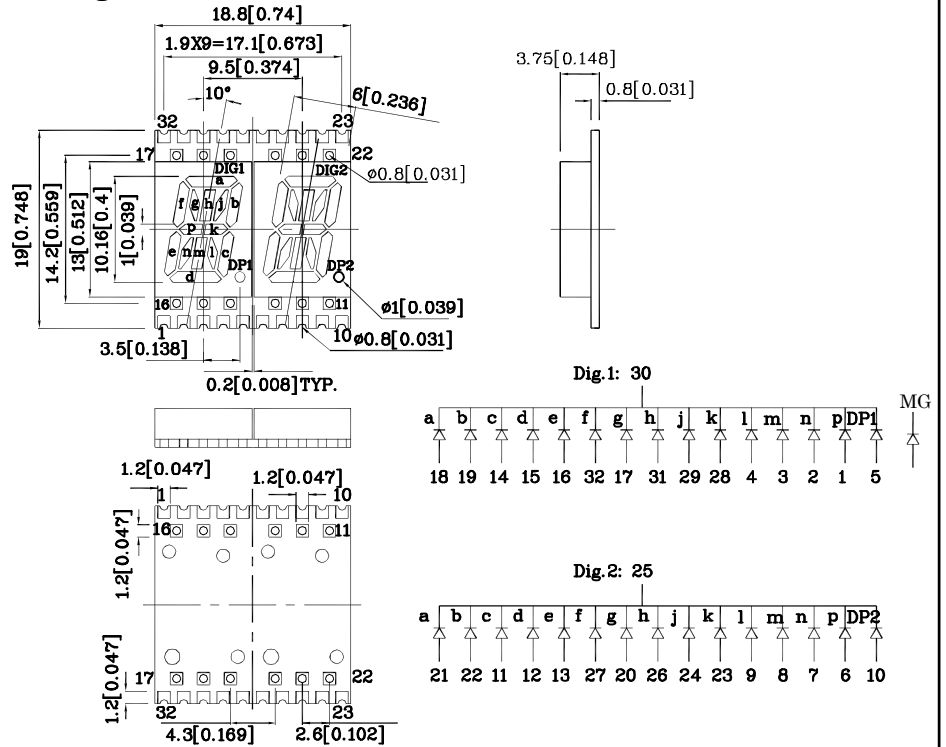 18.8[0.74]
1.9X9=17.1[0.673]
9.5[0.374]
10°
6[0.236]
32
23
17
22
ø0.8[0.031]
DIG1
DIG2
a
f g h j b
p k
e n m l c
d
DP1
DP2
19[0.748]
14.2[0.559]
13[0.512]
10.16[0.4]
1[0.039]
16
11
ø1[0.039]
1
10
ø0.8[0.031]
3.5[0.138]
0.2[0.008]TYP.
3.75[0.148]
0.8[0.031]
Dig.1: 30
a b c d e f g h j k l m n p DP1
18 19 14 15 16 32 17 31 29 28 4 3 2 1 5
MG
1.2[0.047]
1.2[0.047]
1
10
16
11
1.2[0.047]
1.2[0.047]
17
22
32
23
4.3[0.169]
2.6[0.102]
Dig.2: 25
a b c d e f g h j k l m n p DP2
21 22 11 12 13 27 20 26 24 23 9 8 7 6 10